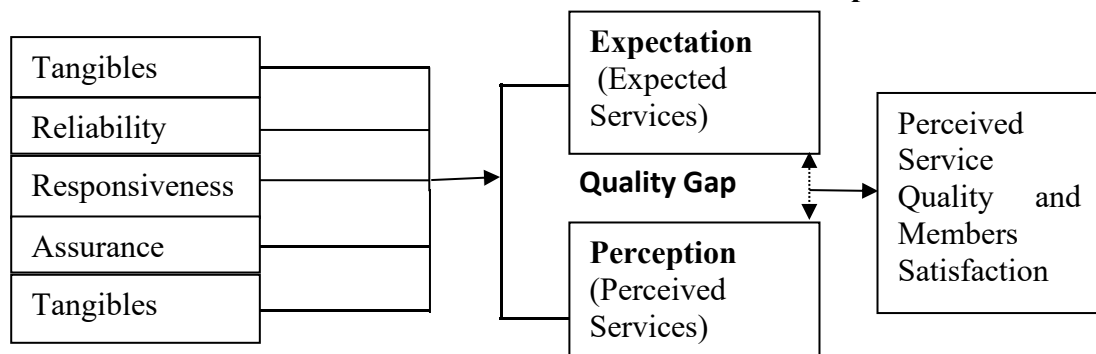 Tangibles
Reliability
Responsiveness
Assurance
Tangibles
Expectation
(Expected
Services)
Quality Gap
Perception
(Perceived
Services)
Perceived
Service
Quality and
Members
Satisfaction